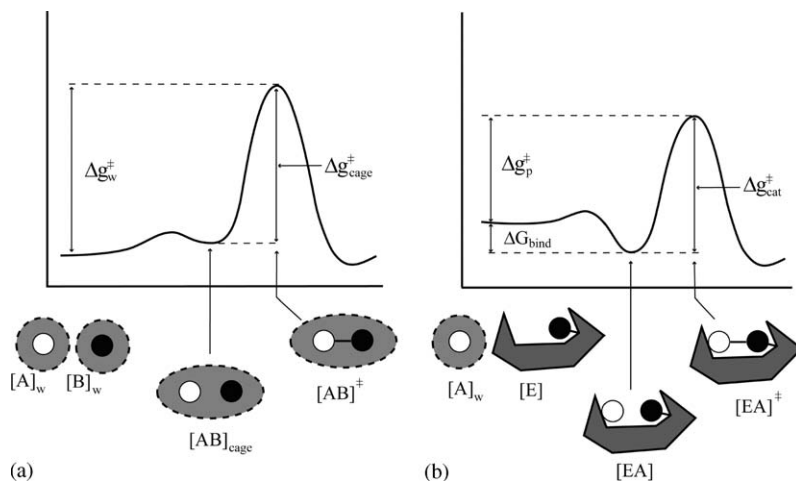 Δg‡w
Δg‡cage
[A]w
[B]w
[AB]cage
[AB]‡
(a)
Δg‡p
ΔGbind
Δg‡cat
[A]w
[E]
[EA]
[EA]‡
(b)